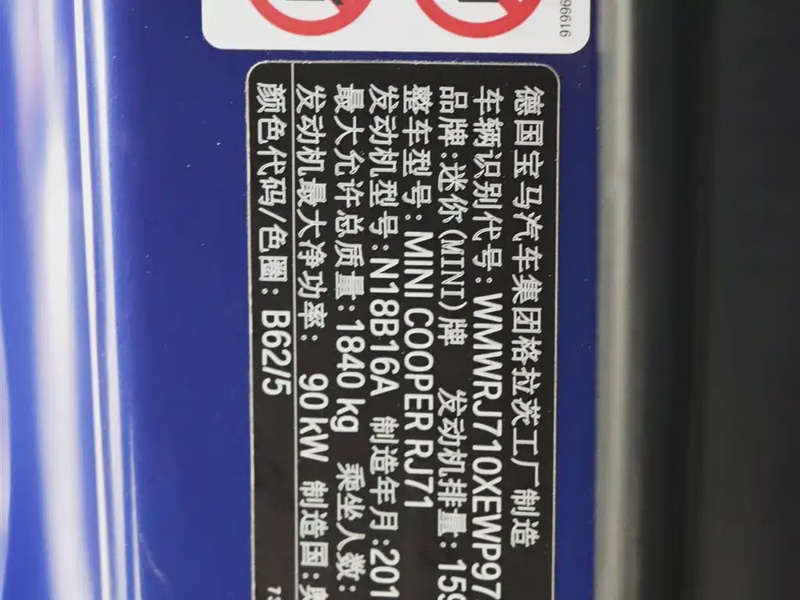 96991
德国宝马汽车集团格拉茨工厂 制造
车辆识别代号:WMWRJ710XEWP97
品牌:迷你(MINI)牌 发动机排量:159
整车型号:MINI COOPER RJ71
发动机型号:N18B16A 制造年月:201
最大允许总质量:1840 kg 乘坐人数:
发动机最大净功率: 90 kW 制造国:奥
颜色代码/色圈: B62/5